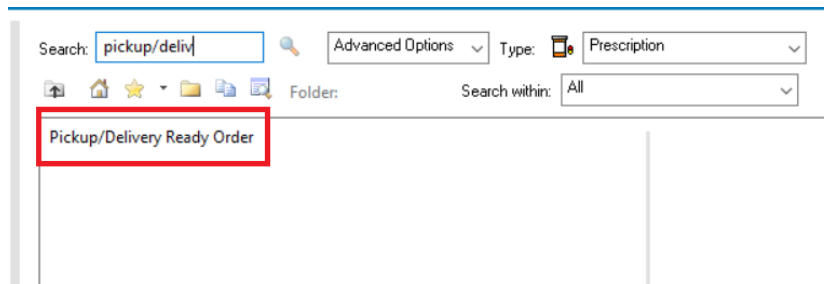 Search: pickup/deliv Advanced Options Type: Prescription
Folder: Search within: All
Pickup/Delivery Ready Order